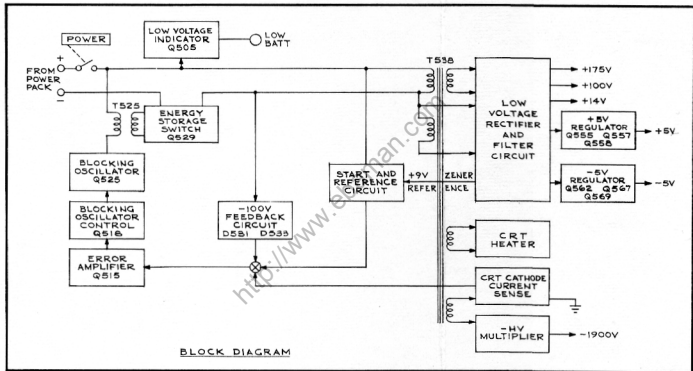 POWER
LOW VOLTAGE
INDICATOR
Q505
LOW
BATT
+
FROM
POWER
PACK
–
T525
ENERGY
STORAGE
SWITCH
Q529
BLOCKING
OSCILLATOR
Q525
BLOCKING
OSCILLATOR
CONTROL
Q518
ERROR
AMPLIFIER
Q515
–100V
FEEDBACK
CIRCUIT
D531 D533
START AND
REFERENCE
CIRCUIT
+9V ZENER
REFERENCE
T538
LOW
VOLTAGE
RECTIFIER
AND
FILTER
CIRCUIT
+175V
+100V
+14V
+5V
REGULATOR
Q555 Q557
Q558
+5V
–5V
REGULATOR
Q562 Q567
Q569
–5V
CRT
HEATER
CRT CATHODE
CURRENT
SENSE
–HV
MULTIPLIER
–1900V
BLOCK DIAGRAM